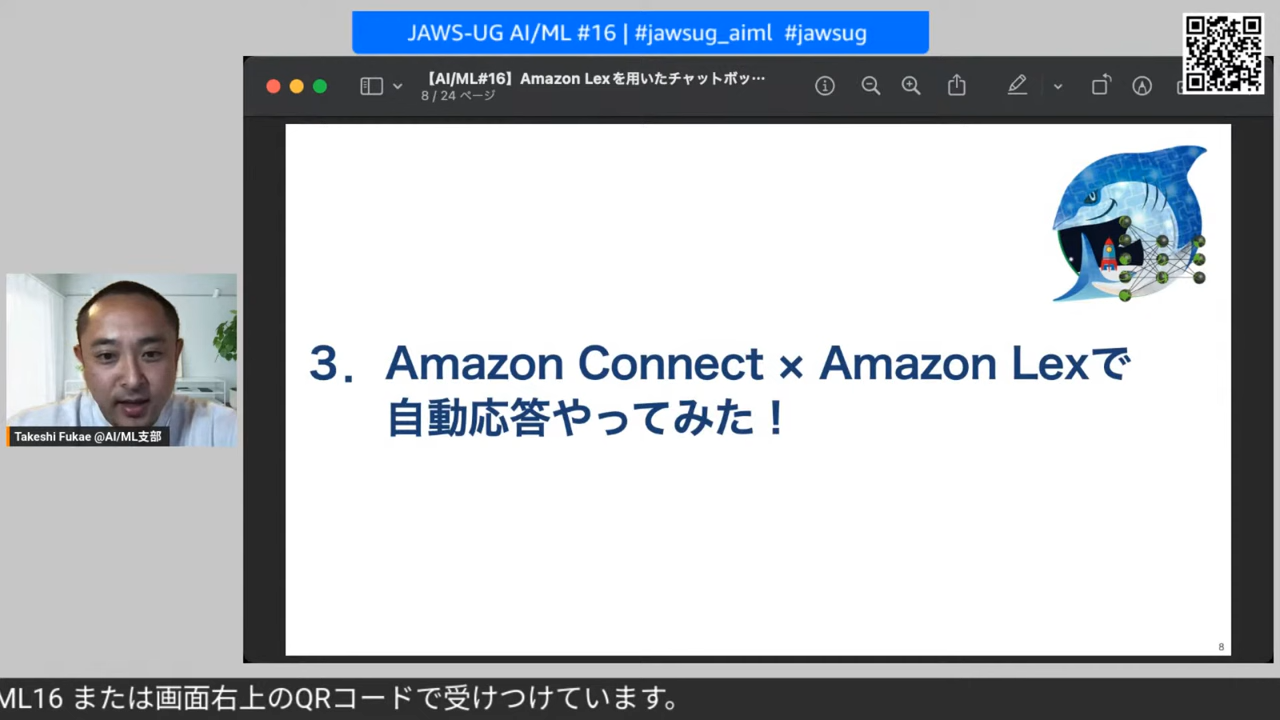 JAWS-UG AI/ML #16 | #jawsug_aiml #jawsug
【AI/ML#16】Amazon Lexを用いたチャットボッ…
8 / 24 ページ
3. Amazon Connect × Amazon Lexで
自動応答やってみた！
Takeshi Fukae @AI/ML支部
8
ML16 または画面右上のQRコードで受けつけています。